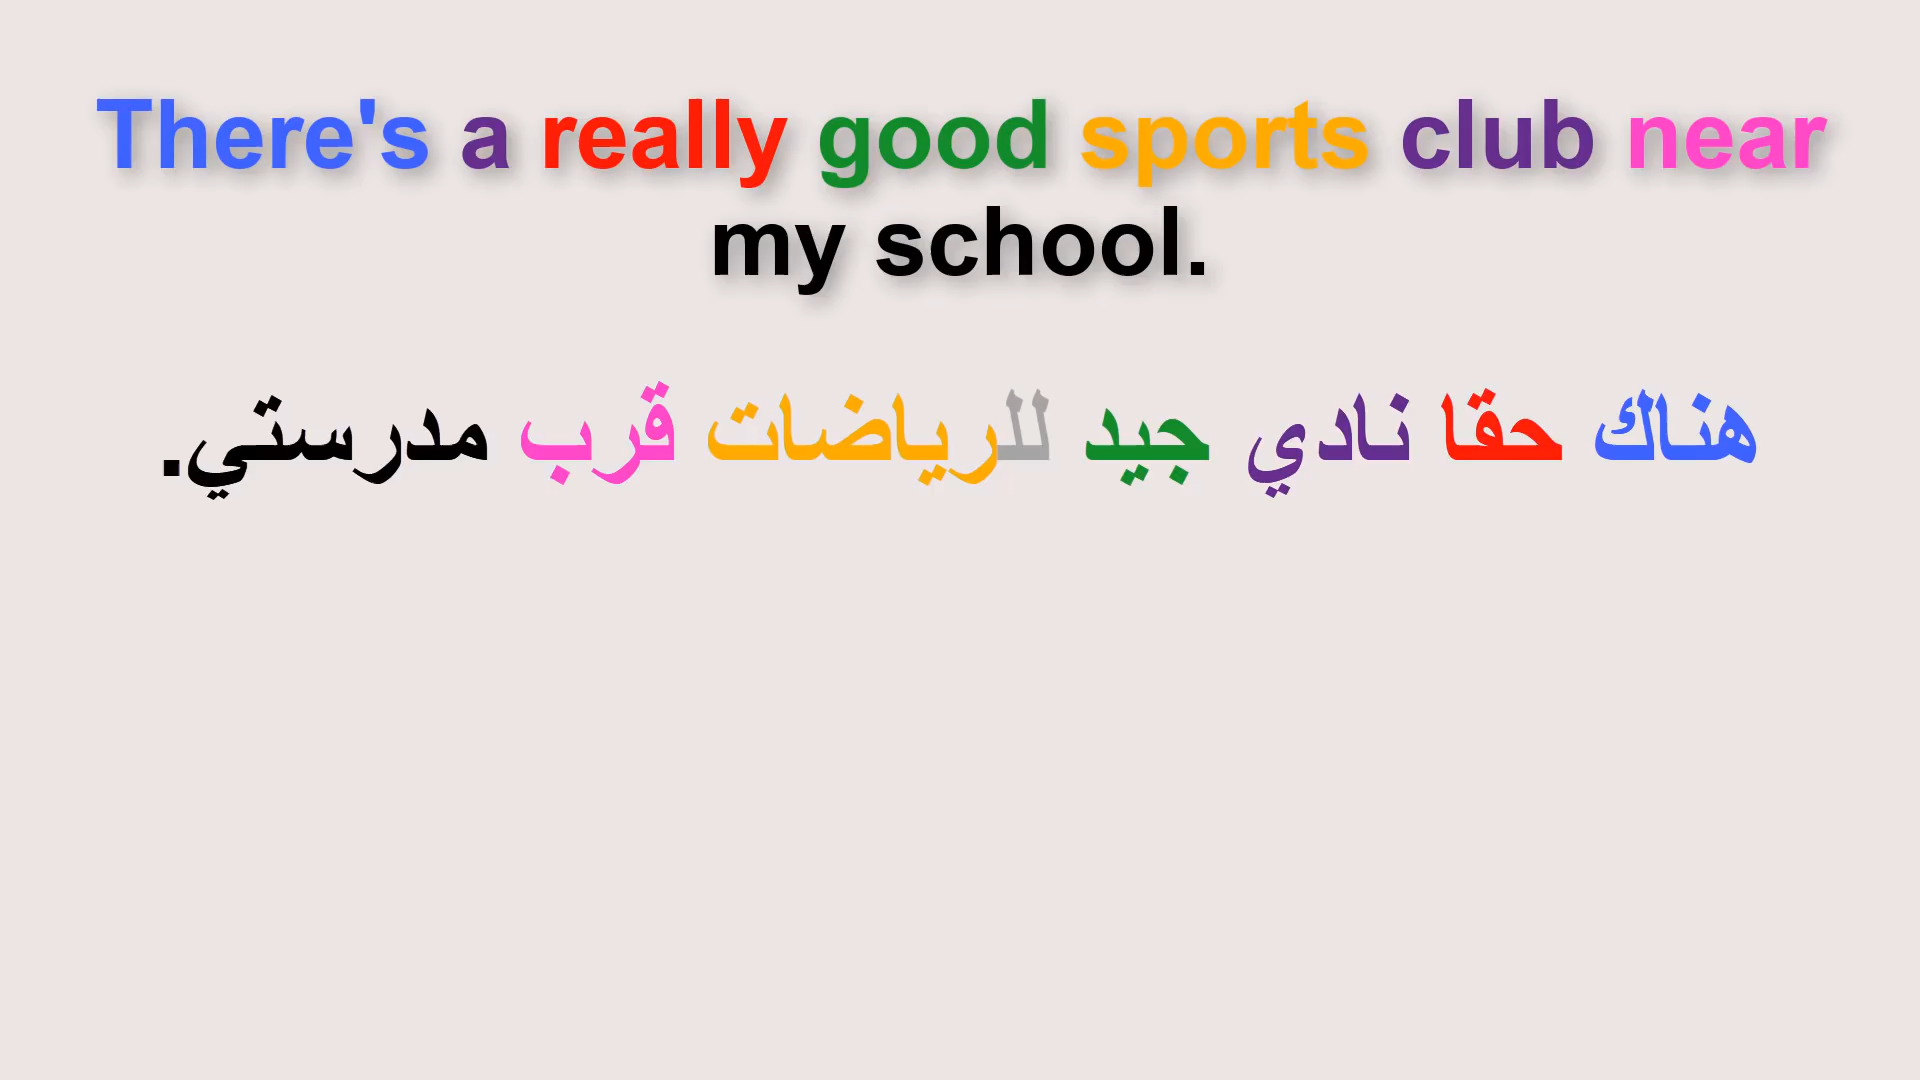 There's a really good sports club near
my school.
هناك حقا نادي جيد للرياضات قرب مدرستي.